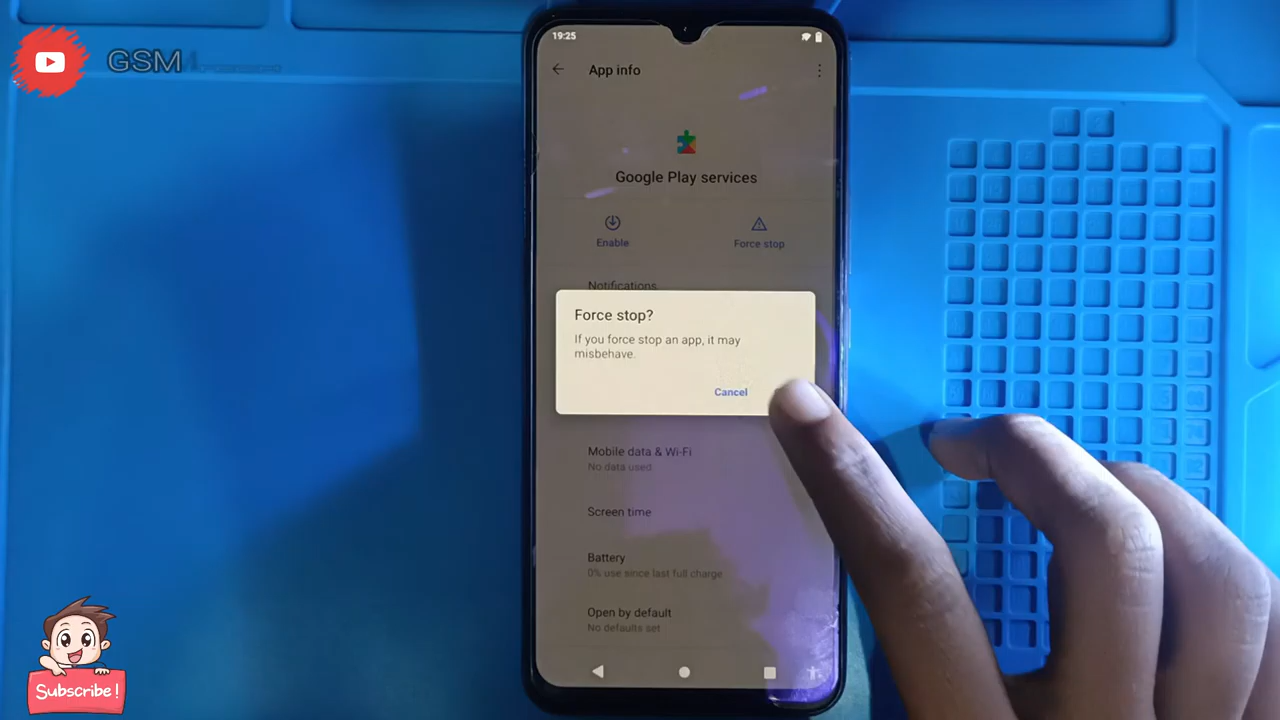 GSM
19:25
App info
Google Play services
Enable
Force stop
Notifications
Force stop?
If you force stop an app, it may
misbehave.
Cancel
Mobile data & Wi-Fi
No data used
Screen time
Battery
0% use since last full charge
Open by default
No defaults set
Subscribe!